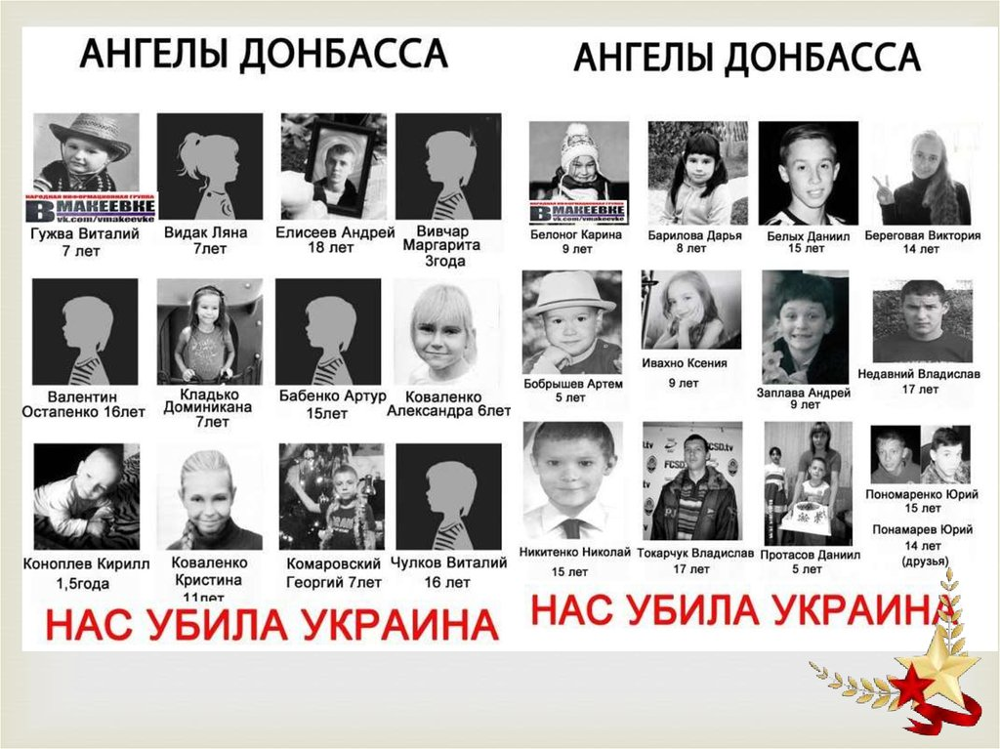 АНГЕЛЫ ДОНБАССА
НАРОДНАЯ ИНФОРМАЦИОННАЯ ГРУППА
В МАКЕЕВКЕ
vk.com/vmakeevke
Гужва Виталий
7 лет
Видак Ляна
7лет
Елисеев Андрей
18 лет
Вивчар
Маргарита
3года
Валентин
Остапенко 16лет
Кладько
Доминикана
7лет
Бабенко Артур
15лет
Коваленко
Александра 6лет
Коноплев Кирилл
1,5года
Коваленко
Кристина
11лет
Комаровский
Георгий 7лет
Чулков Виталий
16 лет
НАС УБИЛА УКРАИНА
АНГЕЛЫ ДОНБАССА
НАРОДНАЯ ИНФОРМАЦИОННАЯ ГРУППА
В МАКЕЕВКЕ
vk.com/vmakeevke
Белоног Карина
9 лет
Барилова Дарья
8 лет
Белых Даниил
15 лет
Береговая Виктория
14 лет
Бобрышев Артем
5 лет
Ивахно Ксения
9 лет
Заплава Андрей
9 лет
Недавний Владислав
17 лет
FCSD.tv
Никитенко Николай
15 лет
Токарчук Владислав
17 лет
Протасов Даниил
5 лет
Пономаренко Юрий
15 лет
Понамарев Юрий
14 лет
(друзья)
НАС УБИЛА УКРАИНА